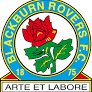 BLACKBURN ROVERS F.C.
18 75
ARTE ET LABORE